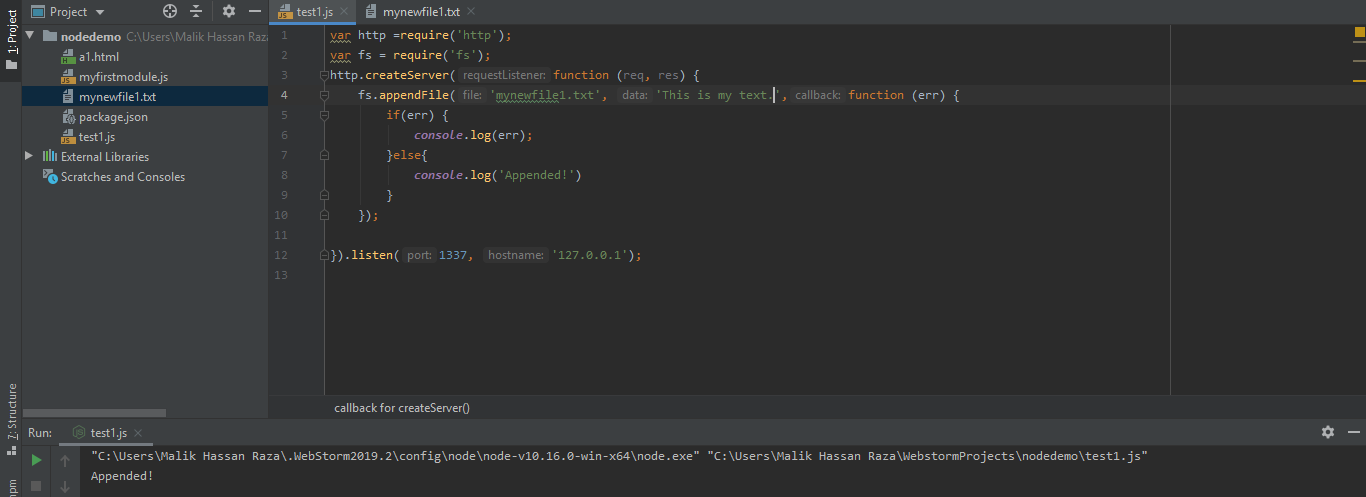 Project
test1.js
mynewfile1.txt
1: Project
nodedemo C:\Users\Malik Hassan Raza\
a1.html
myfirstmodule.js
mynewfile1.txt
package.json
test1.js
External Libraries
Scratches and Consoles
1 var http =require('http');
2 var fs = require('fs');
3 http.createServer( requestListener: function (req, res) {
4 fs.appendFile( file: 'mynewfile1.txt', data: 'This is my text.', callback: function (err) {
5 if(err) {
6 console.log(err);
7 }else{
8 console.log('Appended!')
9 }
10 });
11
12 }).listen( port: 1337, hostname: '127.0.0.1');
13
callback for createServer()
7: Structure
npm
Run: test1.js
"C:\Users\Malik Hassan Raza\.WebStorm2019.2\config\node\node-v10.16.0-win-x64\node.exe" "C:\Users\Malik Hassan Raza\WebstormProjects\nodedemo\test1.js"
Appended!